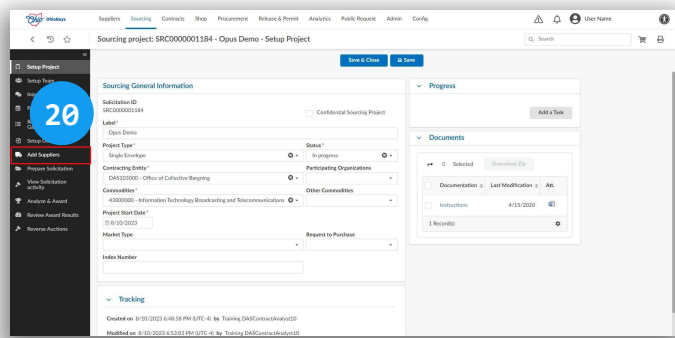 Ohio OhioBuys
Suppliers Sourcing Contracts Shop Procurement Release & Permit Analytics Public Request Admin Config
User Name
Sourcing project: SRC0000001184 - Opus Demo - Setup Project
Search
Save & Close Save
Setup Project
Setup Team
20
Setup
Add Suppliers
Prepare Solicitation
View Solicitation
activity
Analyze & Award
Review Award Results
Reverse Auctions
Sourcing General Information
Solicitation ID
SRC0000001184
Confidential Sourcing Project
Label*
Opus Demo
Project Type* Status*
Single Envelope In progress
Contracting Entity* Participating Organizations
DAS103000 - Office of Collective Bargning
Commodities* Other Commodities
43000000 - Information Technology Broadcasting and Telecommunications
Project Start Date*
8/10/2023
Market Type Request to Purchase
Index Number
Tracking
Created on 8/10/2023 6:48:58 PM (UTC-4) by Training DASContractAnalyst10
Modified on 8/10/2023 6:53:02 PM (UTC-4) by Training DASContractAnalyst10
Progress
Add a Task
Documents
0 Selected Download Zip
Documentation Last Modification Att.
Instructions 4/15/2020
1 Record(s)